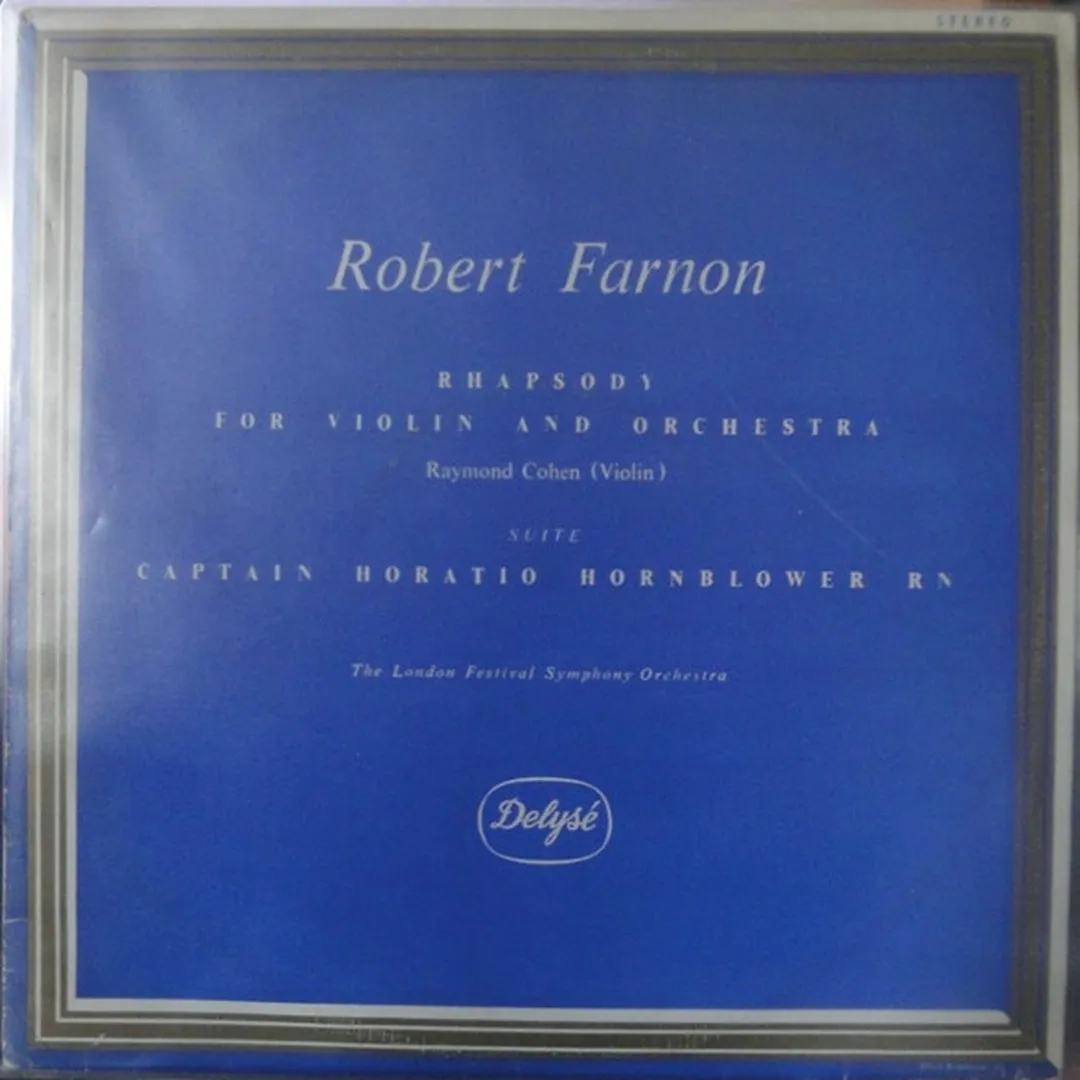 STEREO
Robert Farnon
RHAPSODY
FOR VIOLIN AND ORCHESTRA
Raymond Cohen (Violin)
SUITE
CAPTAIN HORATIO HORNBLOWER RN
The London Festival Symphony Orchestra
Delysé